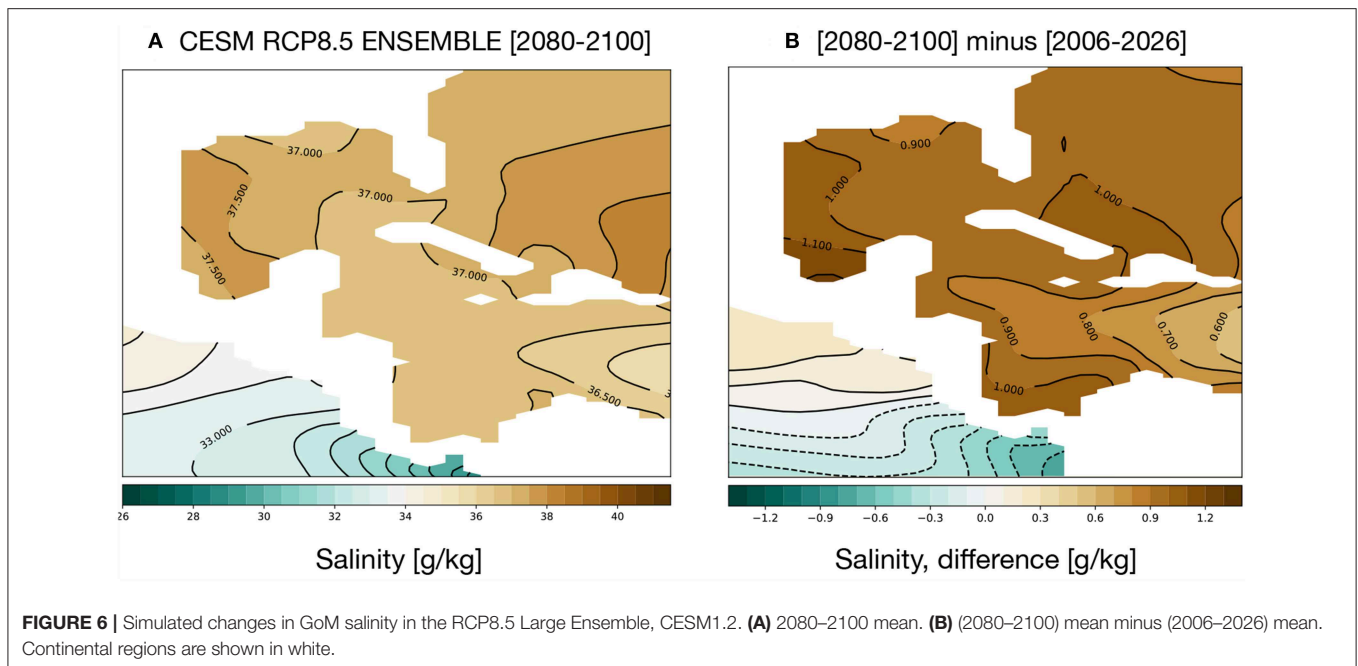 A CESM RCP8.5 ENSEMBLE [2080-2100]
B [2080-2100] minus [2006-2026]
37.000
37.500
37.000
37.500
37.000
36.500
33.000
0.900
1.000
1.000
1.100
0.900
0.800
0.700
0.600
1.000
26 28 30 32 34 36 38 40
−1.2 −0.9 −0.6 −0.3 0.0 0.3 0.6 0.9 1.2
Salinity [g/kg]
Salinity, difference [g/kg]
FIGURE 6 | Simulated changes in GoM salinity in the RCP8.5 Large Ensemble, CESM1.2. (A) 2080–2100 mean. (B) (2080–2100) mean minus (2006–2026) mean.
Continental regions are shown in white.